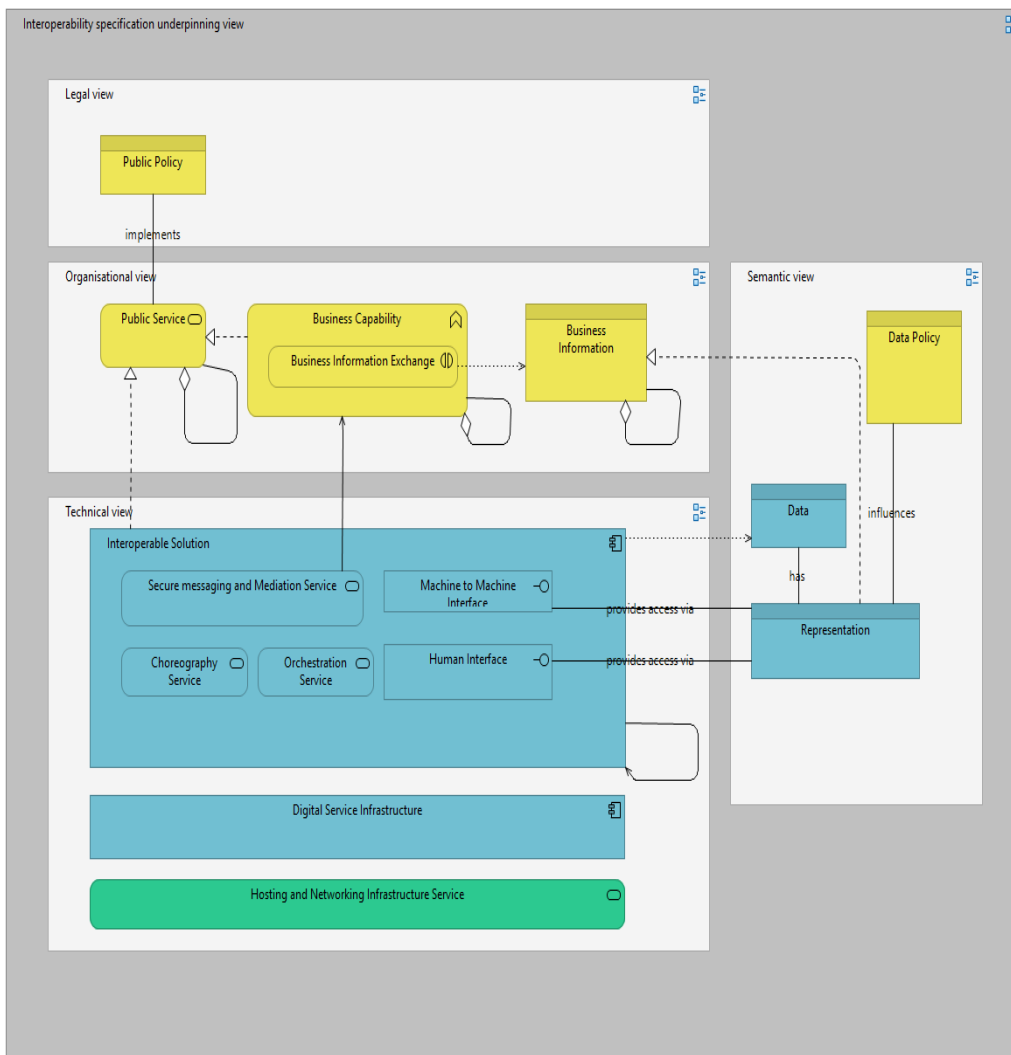 Interoperability specification underpinning view
Legal view
Public Policy
implements
Organisational view
Public Service
Business Capability
Business Information Exchange
Business
Information
Semantic view
Data Policy
Data
influences
has
Representation
Technical view
Interoperable Solution
Secure messaging and Mediation Service
Machine to Machine
Interface
provides access via
Choreography
Service
Orchestration
Service
Human Interface
provides access via
Digital Service Infrastructure
Hosting and Networking Infrastructure Service